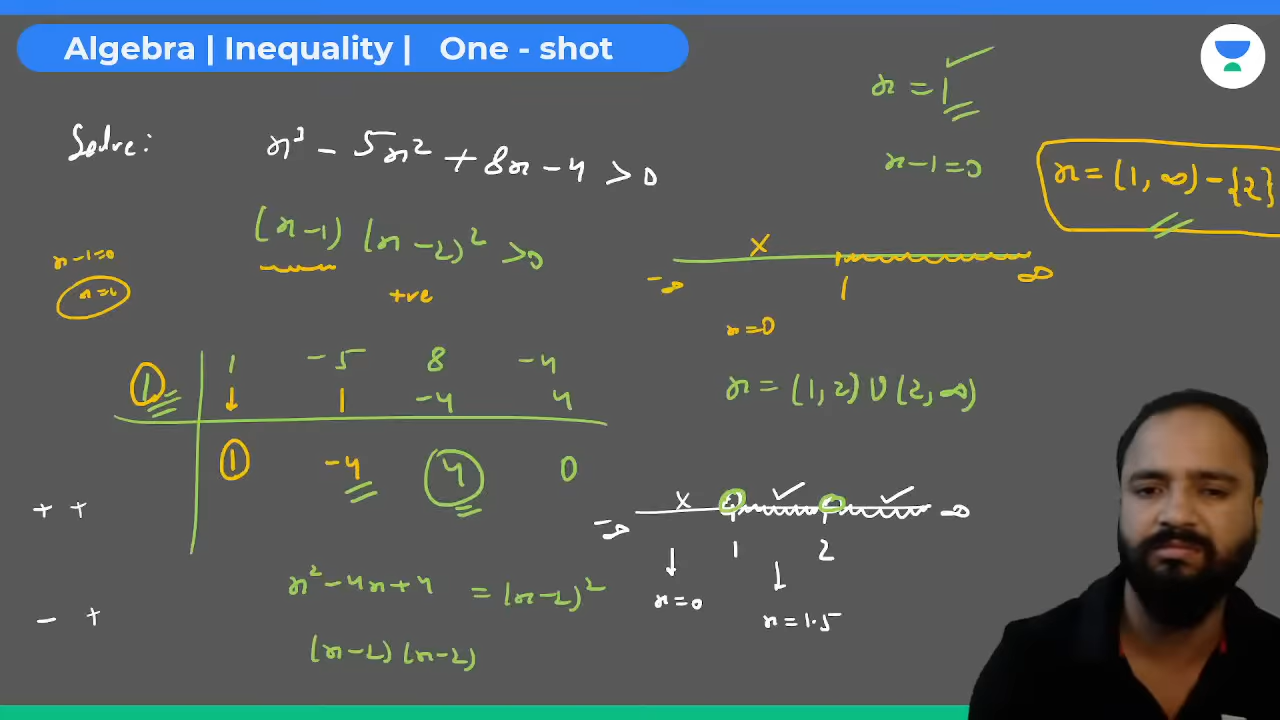 Algebra | Inequality | One - shot
x = 1
Solve: x³ - 5x² + 8x - 4 > 0
x - 1 = 0
x = (1, ∞) - {2}
(x - 1) (x - 2)² > 0
x - 1 = 0
+ve
x
-∞ 1 ∞
x = 0
1 1 -5 8 -4
↓ 1 -4 4
1 -4 4 0
x = (1, 2) U (2, ∞)
x ✓ ✓
-∞ 1 2 ∞
+ +
x = 0
x = 1.5
x² - 4x + 4 = (x - 2)²
- +
(x - 2) (x - 2)